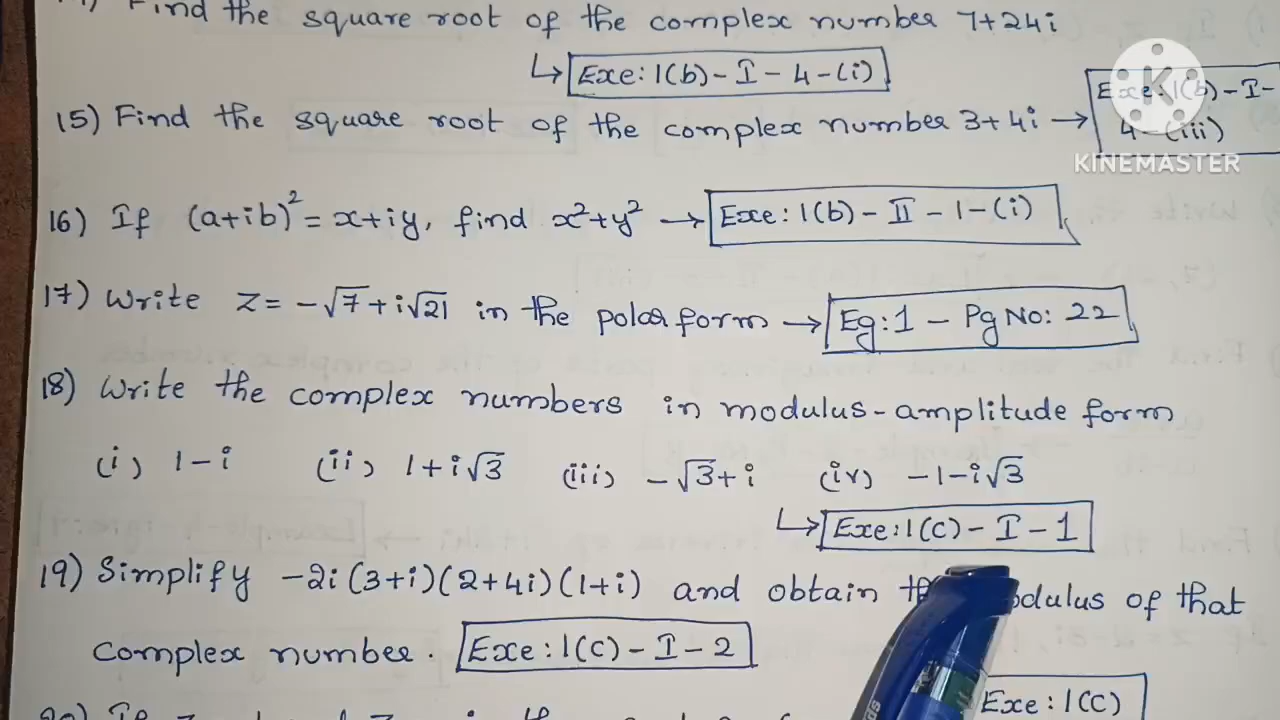 Find the square root of the complex number 7+24i
↳ Exe: 1(b)-I-4-(i)
15) Find the square root of the complex number 3+4i → Exe: 1(b)-I-
4-(iii)
KINEMASTER
16) If (a+ib)²=x+iy, find x²+y² → Exe: 1(b)-II-1-(i)
17) Write z=-√7+i√21 in the polar form → Eg:1 - Pg No: 22
18) Write the complex numbers in modulus-amplitude form
(i) 1-i (ii) 1+i√3 (iii) -√3+i (iv) -1-i√3
↳ Exe: 1(c)-I-1
19) Simplify -2i(3+i)(2+4i)(1+i) and obtain the modulus of that
complex number. Exe: 1(c)-I-2
Exe: 1(c)